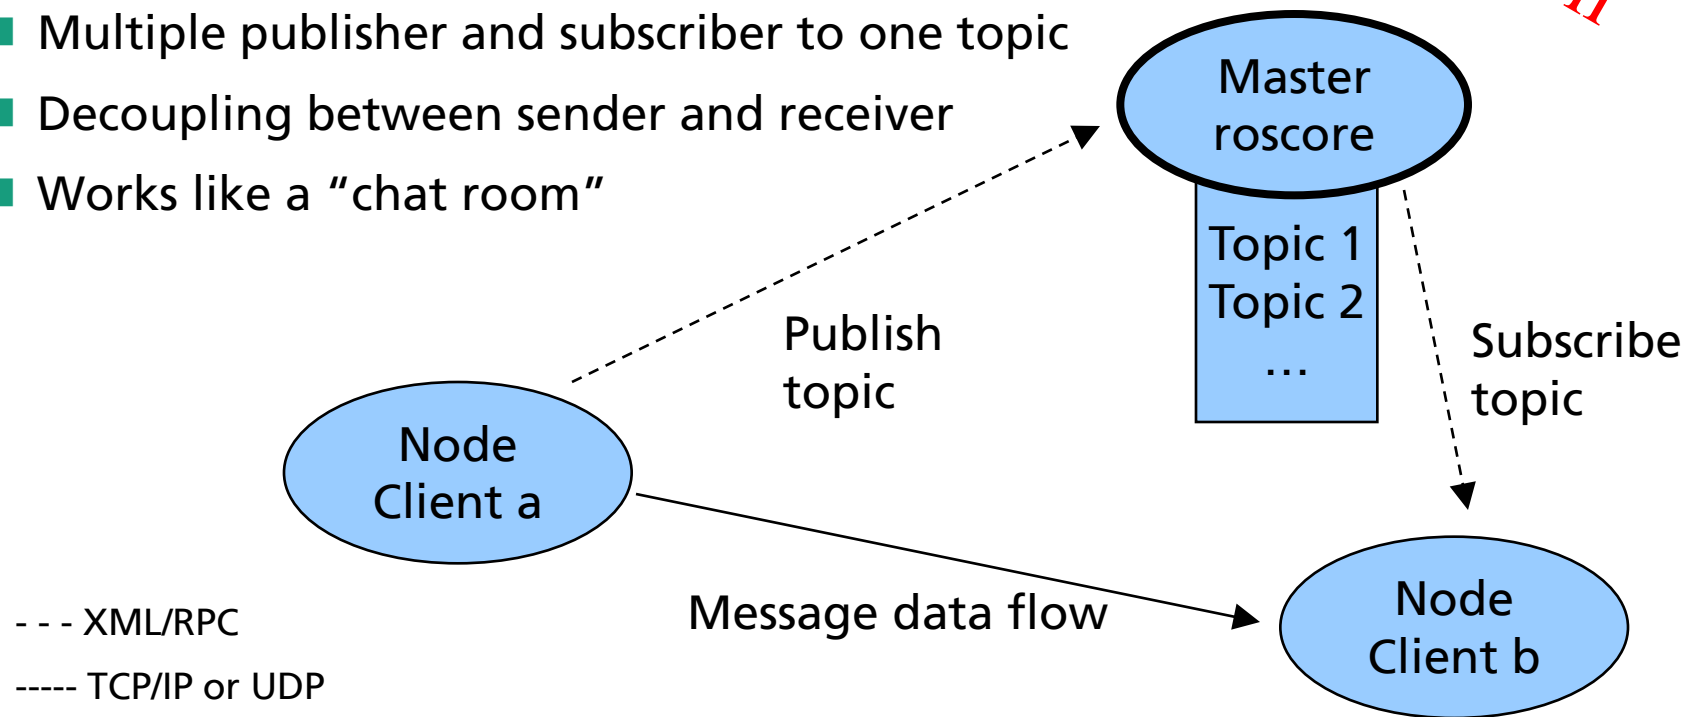 Multiple publisher and subscriber to one topic
Decoupling between sender and receiver
Works like a “chat room”
Master
roscore
Topic 1
Topic 2
...
Publish
topic
Subscribe
topic
Node
Client a
Message data flow
Node
Client b
- - - XML/RPC
----- TCP/IP or UDP